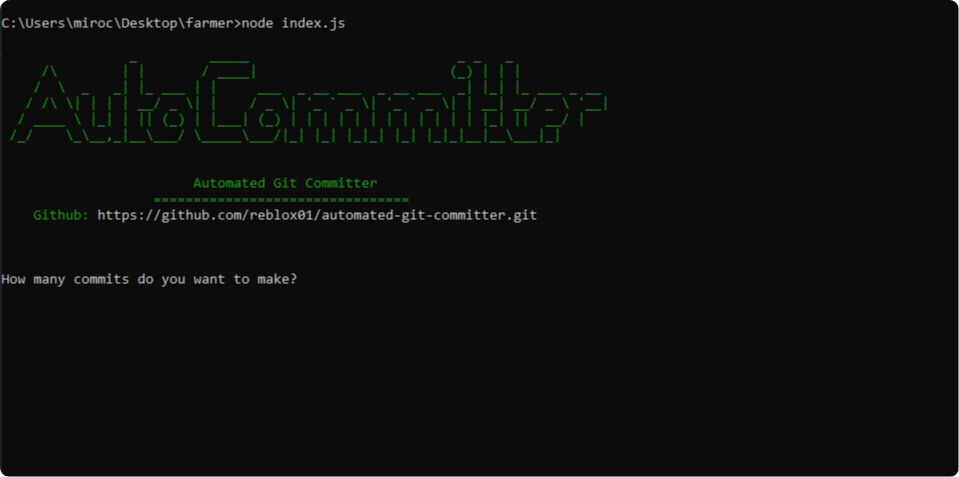 C:\Users\miroc\Desktop\farmer>node index.js
AutoCommitter
Automated Git Committer
================================
Github: https://github.com/reblox01/automated-git-committer.git
How many commits do you want to make?